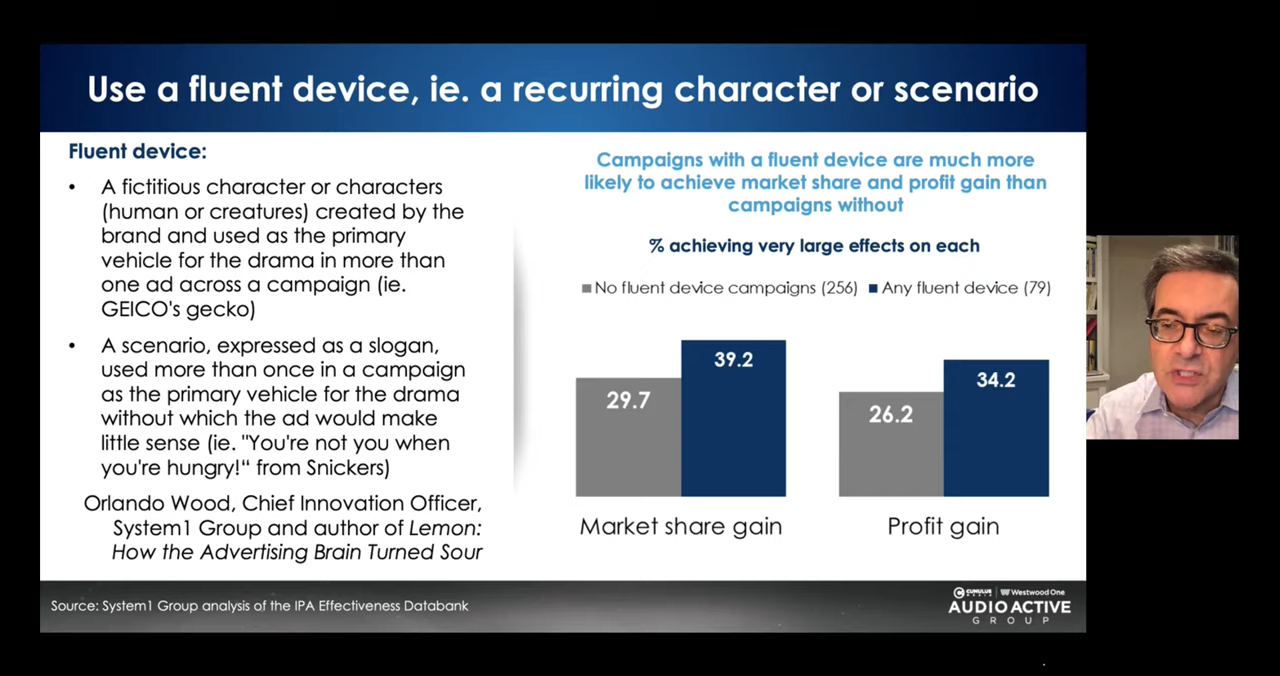 Use a fluent device, ie. a recurring character or scenario
Fluent device:
• A fictitious character or characters
(human or creatures) created by the
brand and used as the primary
vehicle for the drama in more than
one ad across a campaign (ie.
GEICO's gecko)
• A scenario, expressed as a slogan,
used more than once in a campaign
as the primary vehicle for the drama
without which the ad would make
little sense (ie. "You're not you when
you're hungry!“ from Snickers)
Orlando Wood, Chief Innovation Officer,
System1 Group and author of Lemon:
How the Advertising Brain Turned Sour
Campaigns with a fluent device are much more
likely to achieve market share and profit gain than
campaigns without
% achieving very large effects on each
No fluent device campaigns (256) Any fluent device (79)
29.7
39.2
26.2
34.2
Market share gain
Profit gain
Source: System1 Group analysis of the IPA Effectiveness Databank
CUMULUS MEDIA | Westwood One
AUDIO ACTIVE
GROUP